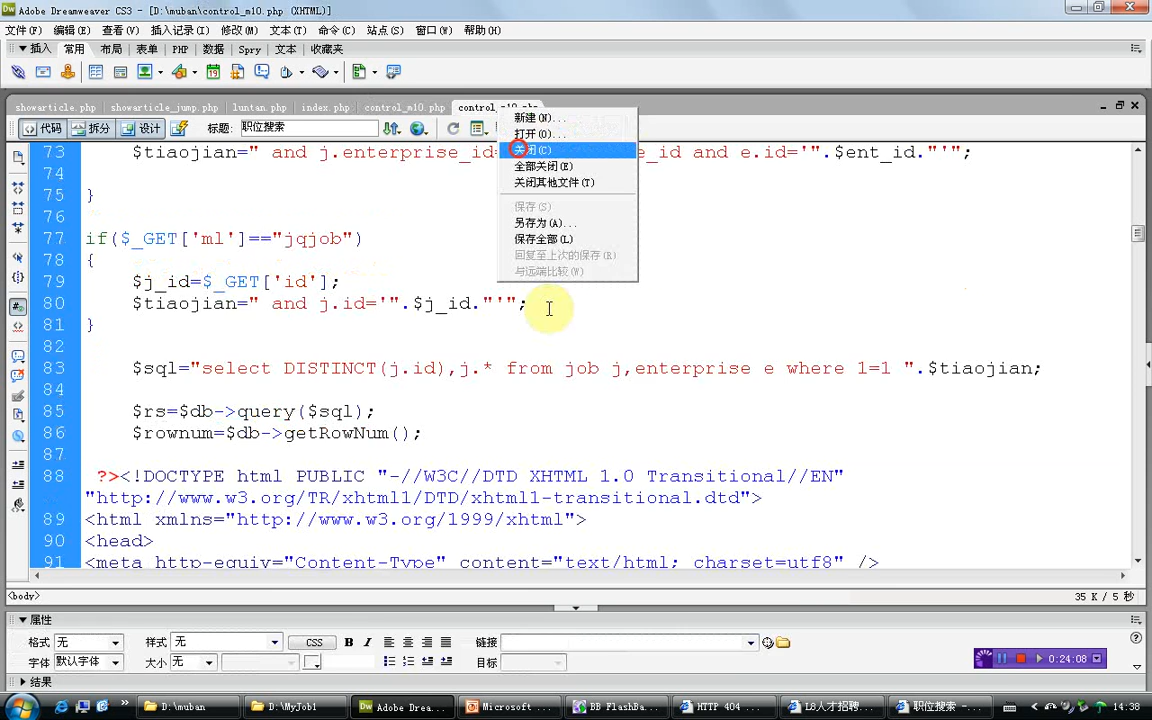 Adobe Dreamweaver CS3 - [D:\muban\control_m10.php (XHTML)]
文件(F) 编辑(E) 查看(V) 插入记录(I) 修改(M) 文本(T) 命令(C) 站点(S) 窗口(W) 帮助(H)
▼插入 常用 布局 表单 PHP 数据 Spry 文本 收藏夹
showarticle.php showarticle_jump.php luntan.php index.php control_m10.php control_m10.php
代码 拆分 设计 标题: 职位搜索
新建(N)...
打开(O)...
关闭(C)
全部关闭(E)
关闭其他文件(T)
保存(S)
另存为(A)...
保存全部(L)
回复至上次的保存(R)
与远端比较(W)
73 $tiaojian=" and j.enterprise_id= e_id and e.id='".$ent_id."'";
74
75 }
76
77 if($_GET['ml']=="jqjob")
78 {
79 $j_id=$_GET['id'];
80 $tiaojian=" and j.id='".$j_id."'";
81 }
82
83 $sql="select DISTINCT(j.id),j.* from job j,enterprise e where 1=1 ".$tiaojian;
84
85 $rs=$db->query($sql);
86 $rownum=$db->getRowNum();
87
88 ?><!DOCTYPE html PUBLIC "-//W3C//DTD XHTML 1.0 Transitional//EN"
"http://www.w3.org/TR/xhtml1/DTD/xhtml1-transitional.dtd">
89 <html xmlns="http://www.w3.org/1999/xhtml">
90 <head>
91 <meta http-equiv="Content-Type" content="text/html; charset=utf8" />
<body> 35 K / 5 秒
▼属性
格式 无 样式 无 CSS B I 链接
字体 默认字体 大小 无 目标
0:24:08
▶结果
D:\muban D:\MyJob1 Adobe Drea... Microsoft ... BB FlashBa... HTTP 404 ... L8人才招聘... 职位搜索 -... 14:38